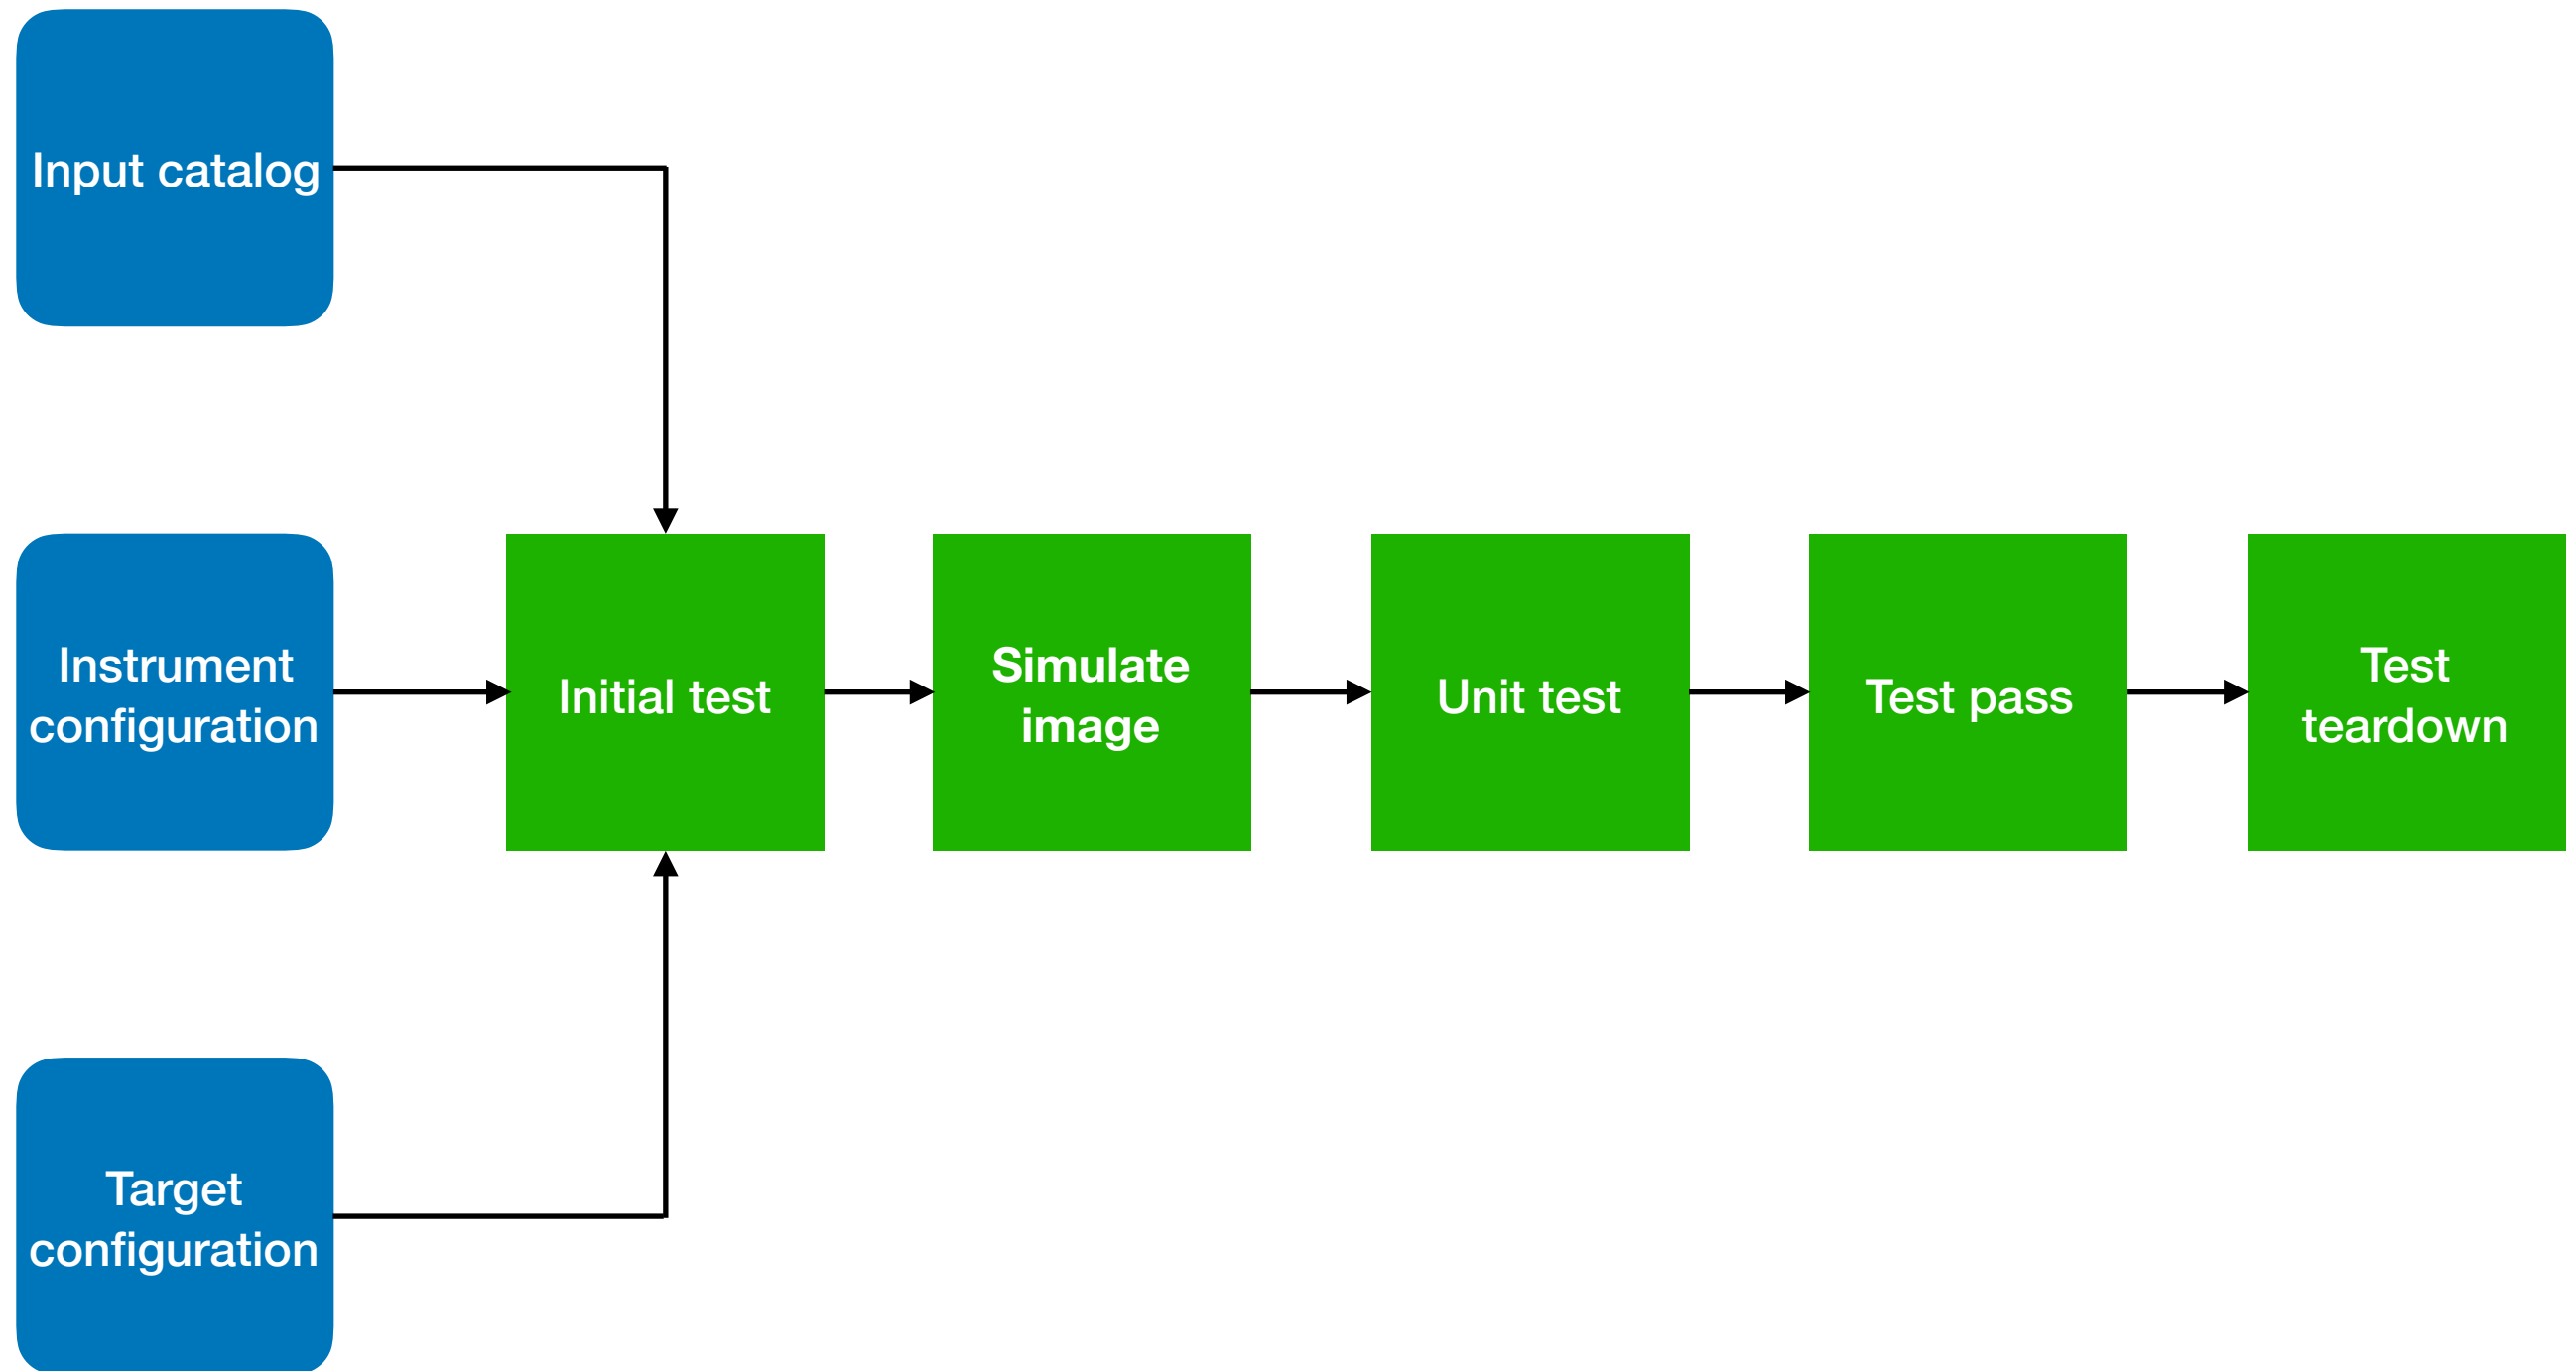 Input catalog
Instrument
configuration
Initial test
Simulate
image
Unit test
Test pass
Test
teardown
Target
configuration